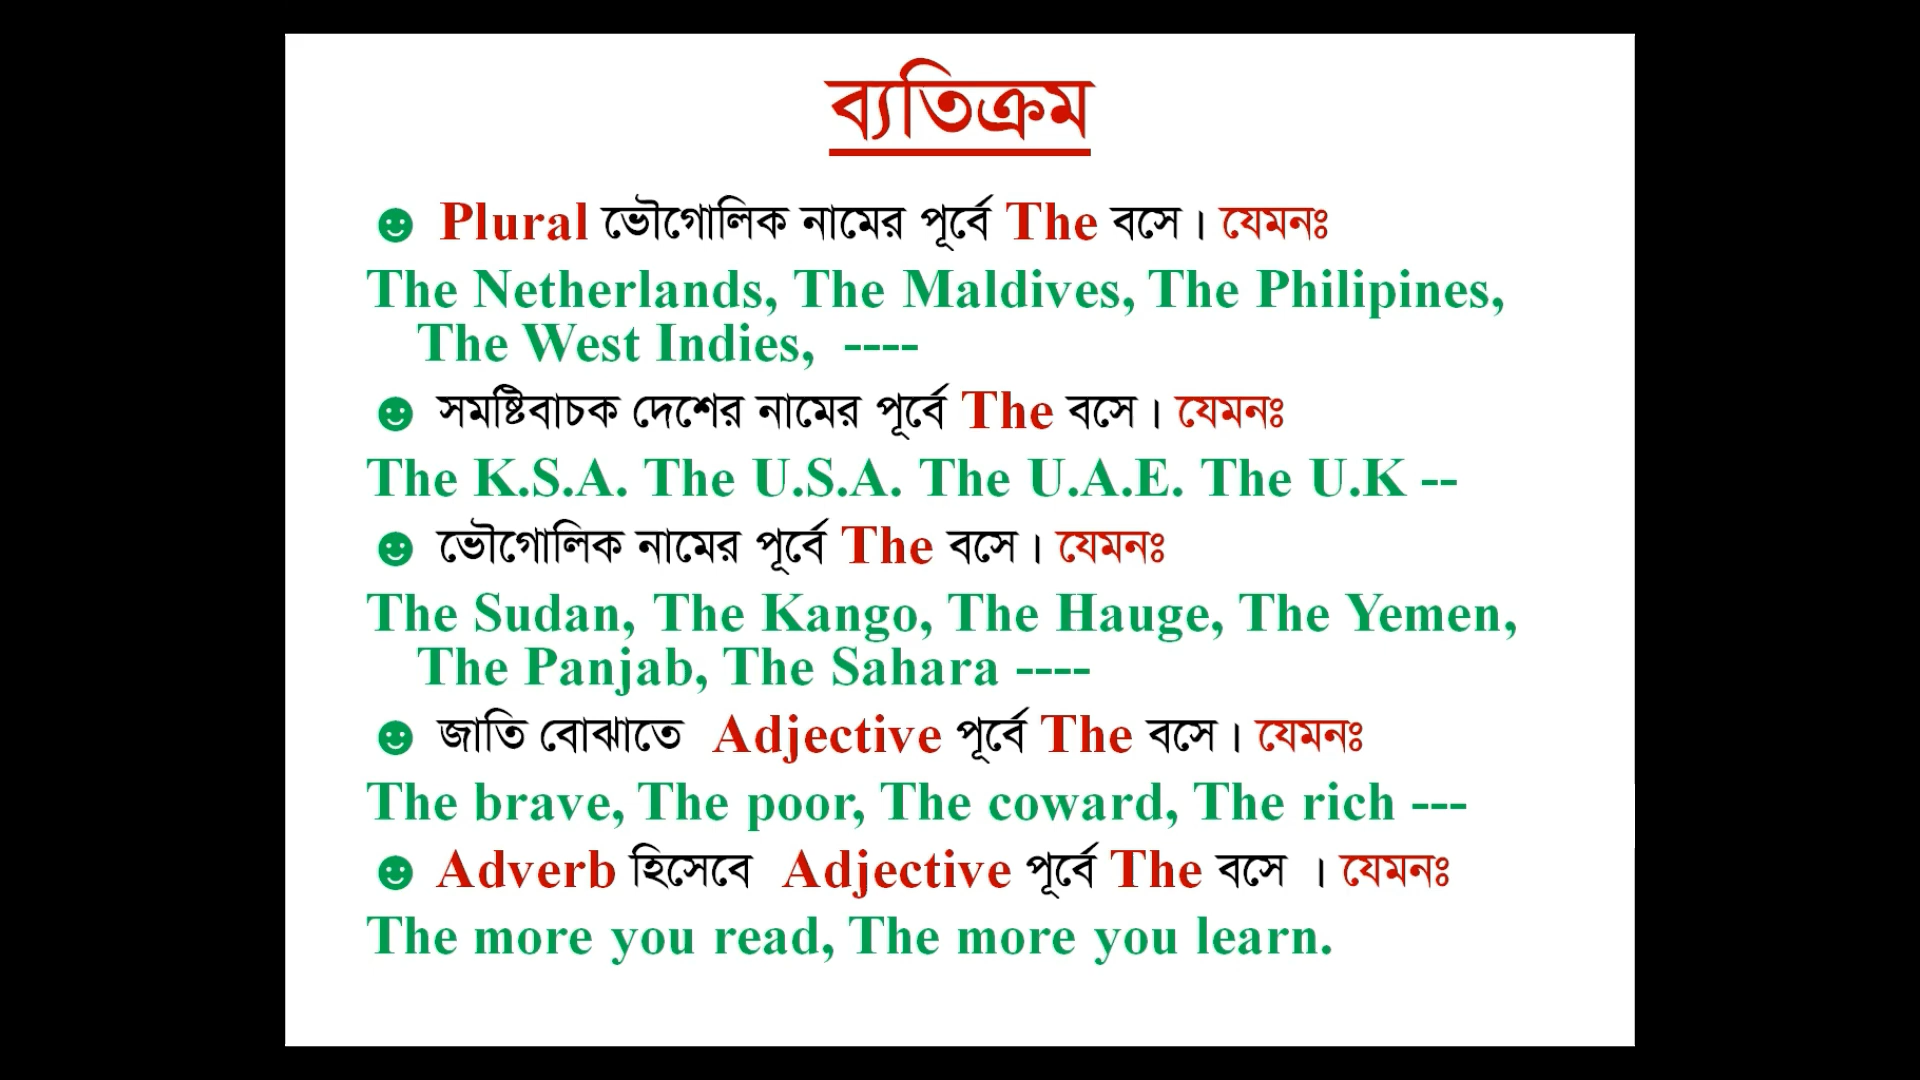 ব্যতিক্রম
☻ Plural ভৌগোলিক নামের পূর্বে The বসে। যেমনঃ
The Netherlands, The Maldives, The Philipines,
The West Indies, ----
☻ সমষ্টিবাচক দেশের নামের পূর্বে The বসে। যেমনঃ
The K.S.A. The U.S.A. The U.A.E. The U.K --
☻ ভৌগোলিক নামের পূর্বে The বসে। যেমনঃ
The Sudan, The Kango, The Hauge, The Yemen,
The Panjab, The Sahara ----
☻ জাতি বোঝাতে Adjective পূর্বে The বসে। যেমনঃ
The brave, The poor, The coward, The rich ---
☻ Adverb হিসেবে Adjective পূর্বে The বসে । যেমনঃ
The more you read, The more you learn.